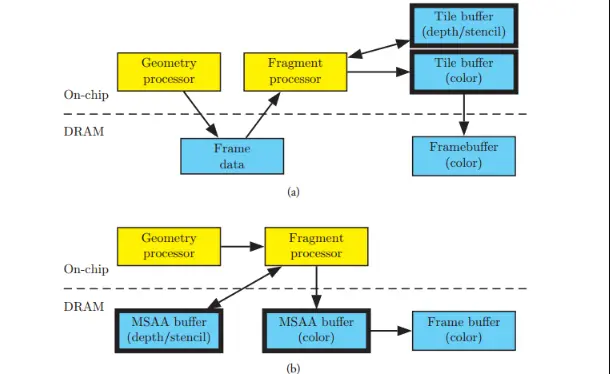 Tile buffer
(depth/stencil)
Geometry
processor
Fragment
processor
Tile buffer
(color)
On-chip
DRAM
Frame
data
Framebuffer
(color)
(a)
Geometry
processor
Fragment
processor
On-chip
DRAM
MSAA buffer
(depth/stencil)
MSAA buffer
(color)
Frame buffer
(color)
(b)